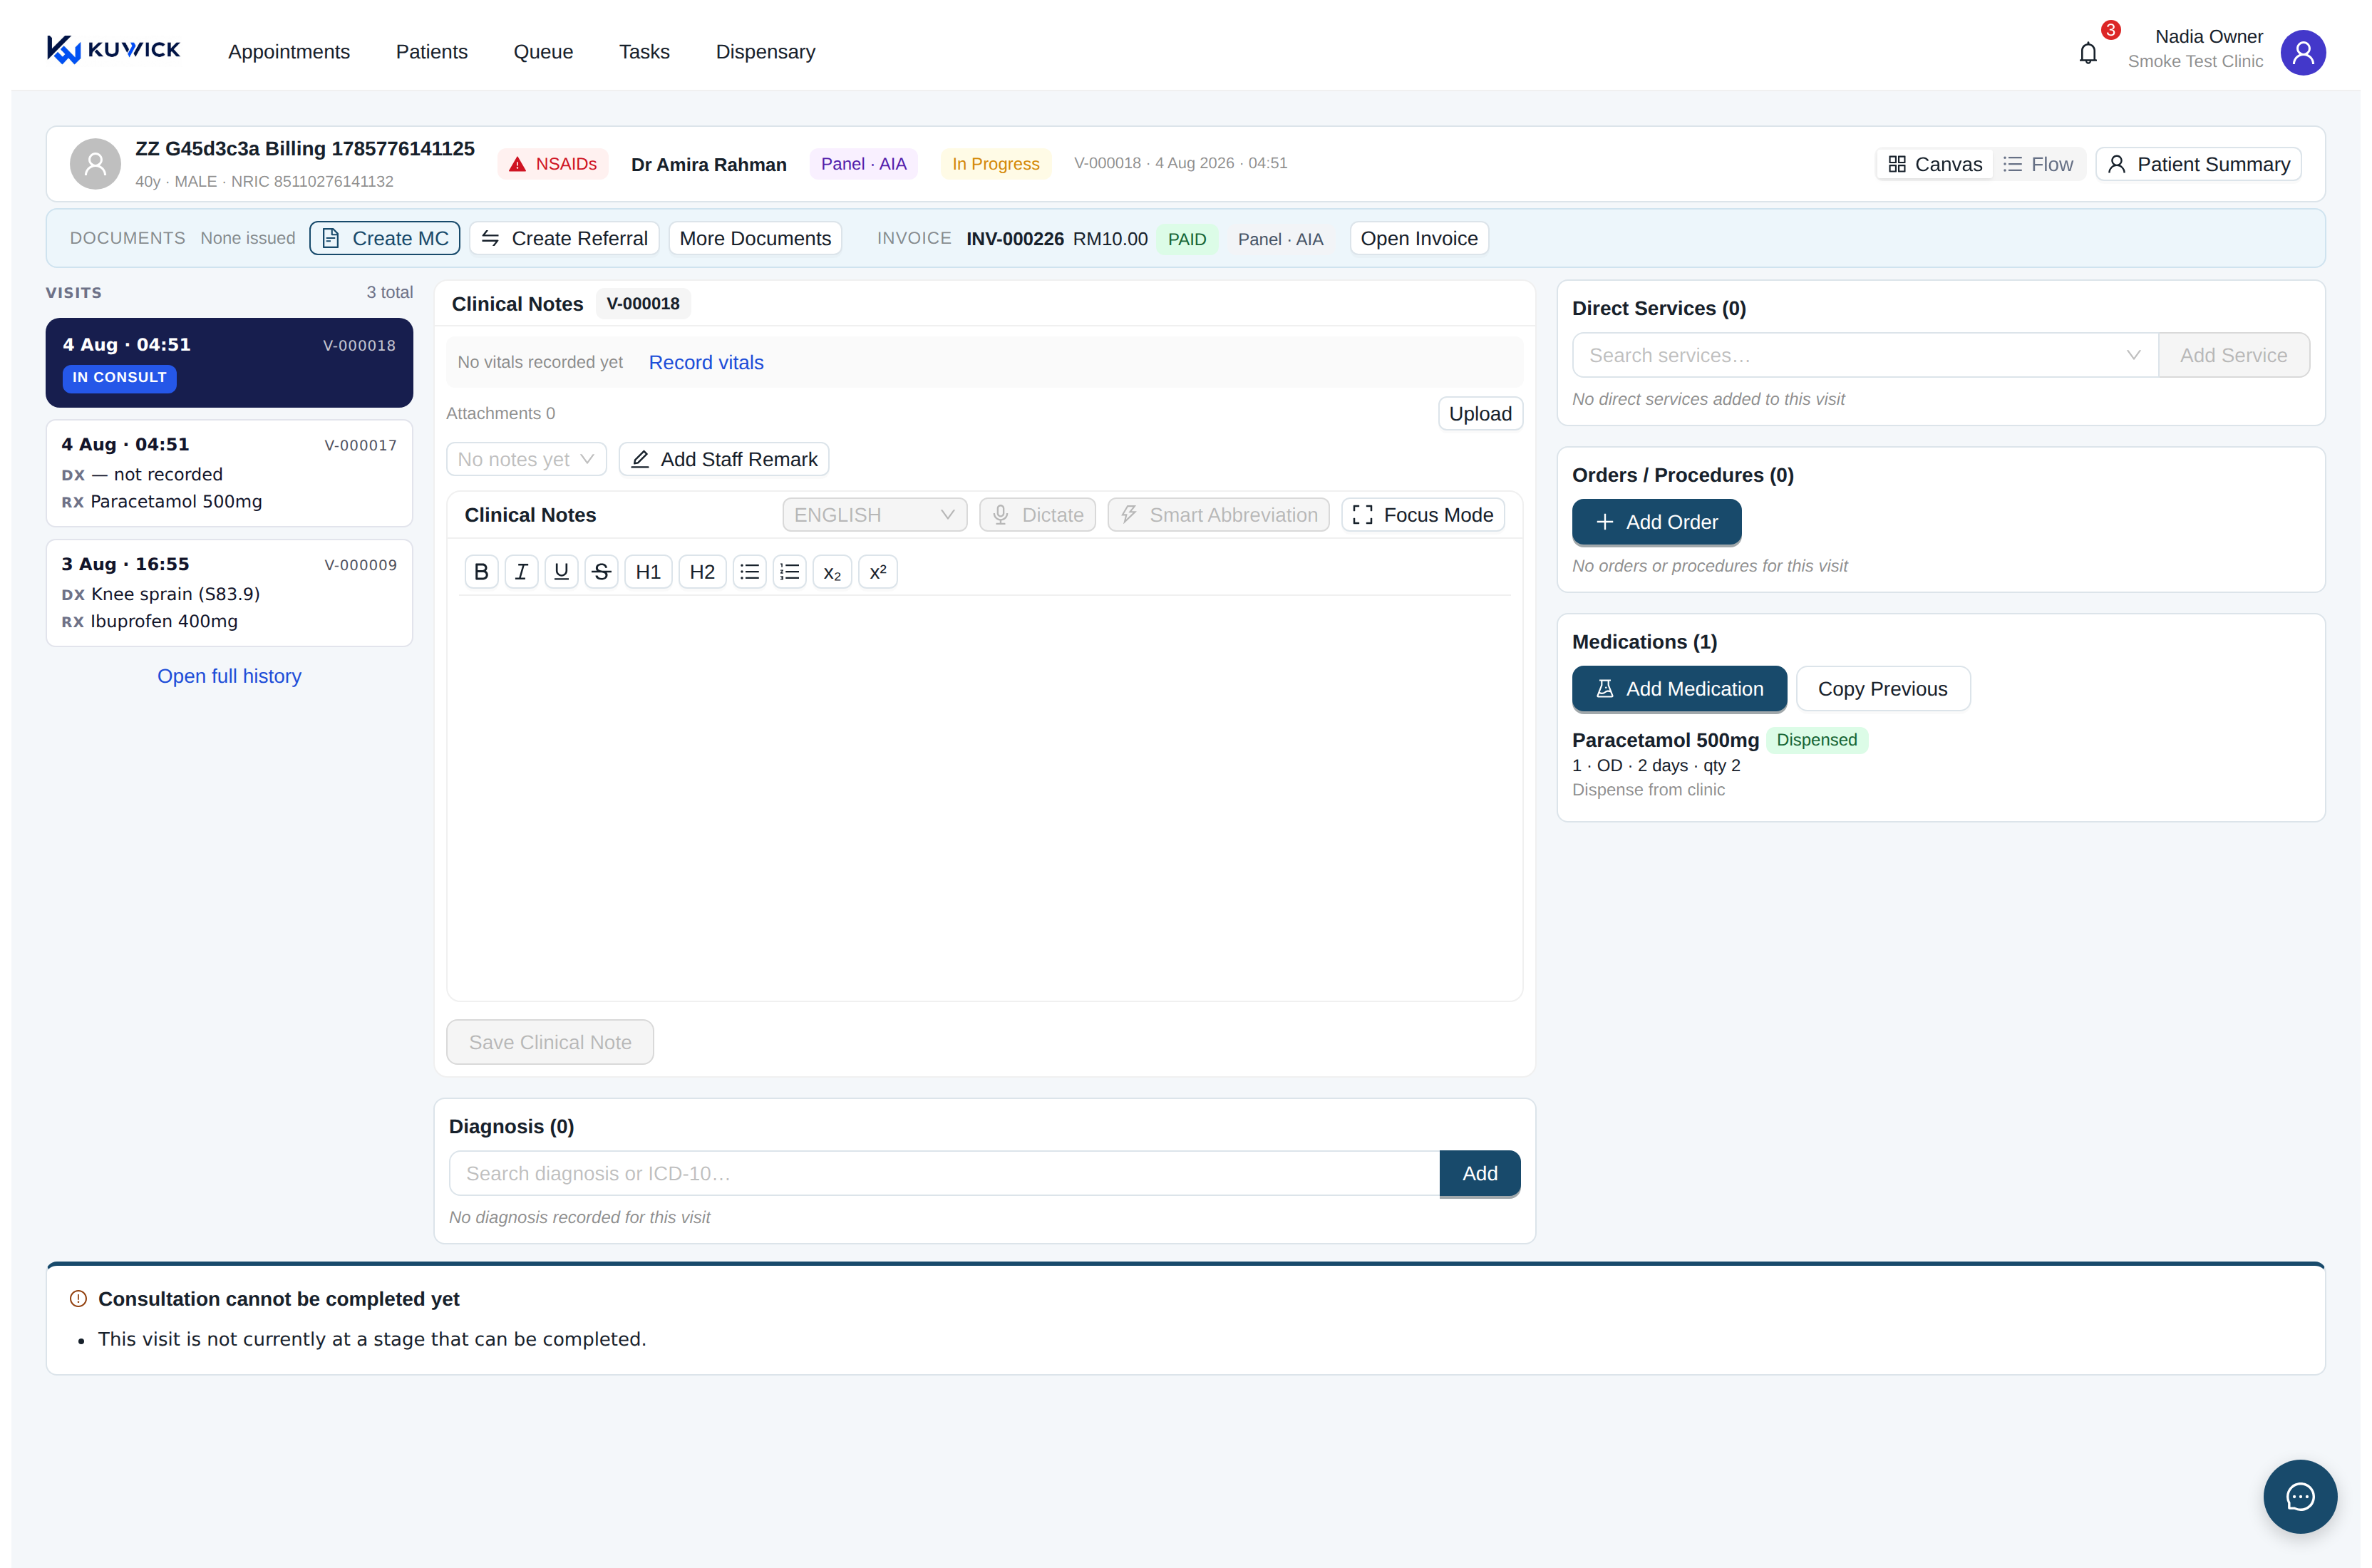 KUWICK
Appointments Patients Queue Tasks Dispensary
3
Nadia Owner
Smoke Test Clinic
ZZ G45d3c3a Billing 1785776141125
40y · MALE · NRIC 85110276141132
NSAIDs
Dr Amira Rahman
Panel · AIA
In Progress
V-000018 · 4 Aug 2026 · 04:51
Canvas Flow Patient Summary
DOCUMENTS None issued Create MC Create Referral More Documents INVOICE INV-000226 RM10.00 PAID Panel · AIA Open Invoice
VISITS 3 total
4 Aug · 04:51 V-000018
IN CONSULT
4 Aug · 04:51 V-000017
DX — not recorded
RX Paracetamol 500mg
3 Aug · 16:55 V-000009
DX Knee sprain (S83.9)
RX Ibuprofen 400mg
Open full history
Clinical Notes V-000018
No vitals recorded yet Record vitals
Attachments 0 Upload
No notes yet Add Staff Remark
Clinical Notes ENGLISH Dictate Smart Abbreviation Focus Mode
B I U S H1 H2 x₂ x²
Save Clinical Note
Diagnosis (0)
Search diagnosis or ICD-10… Add
No diagnosis recorded for this visit
Direct Services (0)
Search services… Add Service
No direct services added to this visit
Orders / Procedures (0)
Add Order
No orders or procedures for this visit
Medications (1)
Add Medication Copy Previous
Paracetamol 500mg Dispensed
1 · OD · 2 days · qty 2
Dispense from clinic
Consultation cannot be completed yet
• This visit is not currently at a stage that can be completed.